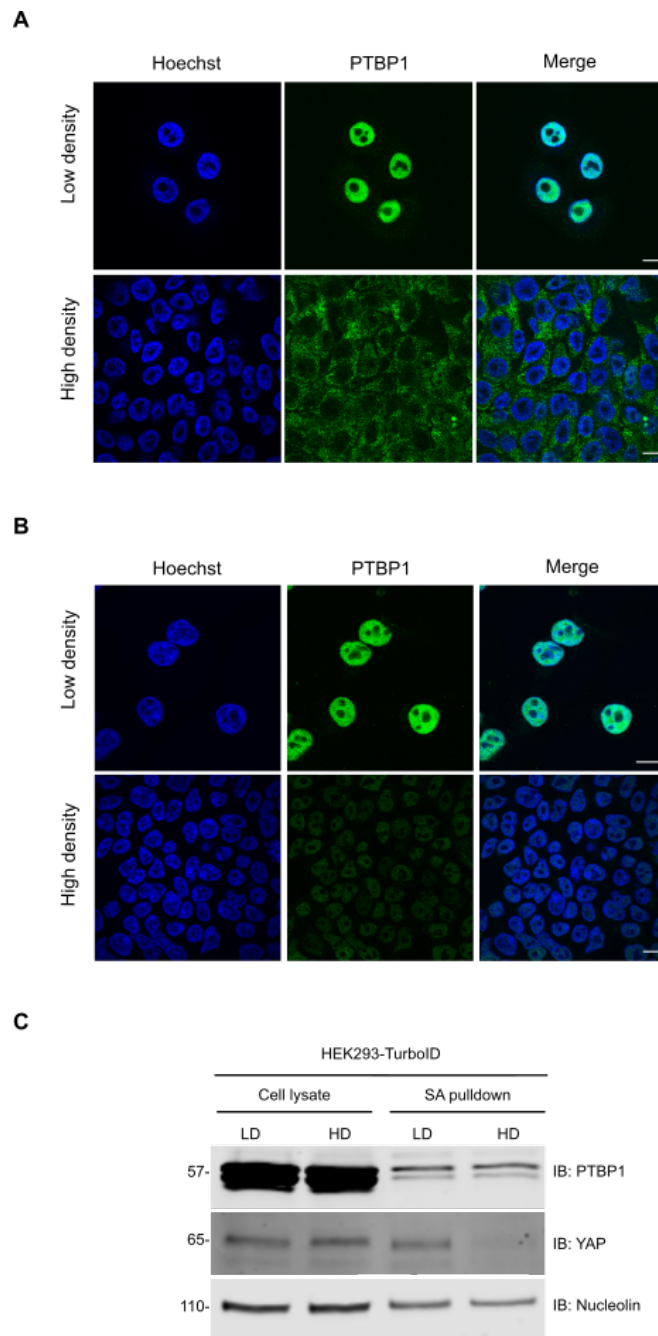 A
Hoechst PTBP1 Merge
Low density
High density
B
Hoechst PTBP1 Merge
Low density
High density
C
HEK293-TurboID
Cell lysate SA pulldown
LD HD LD HD
57- IB: PTBP1
65- IB: YAP
110- IB: Nucleolin